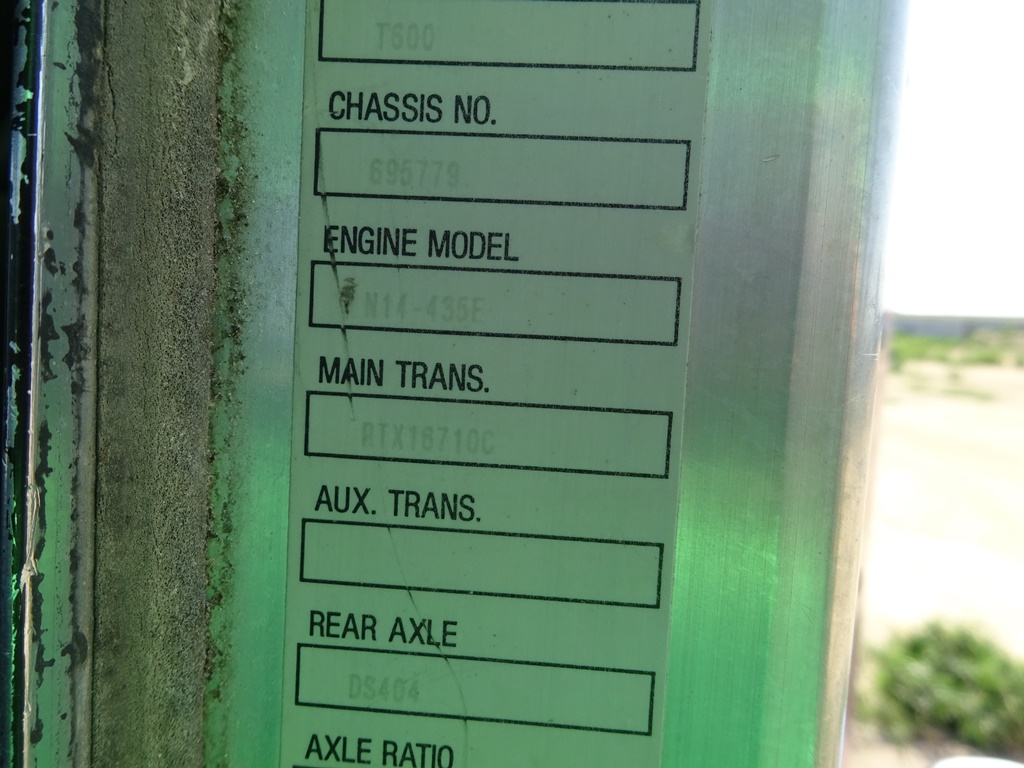 T600
CHASSIS NO.
695779
ENGINE MODEL
N14-435E
MAIN TRANS.
RTX16710C
AUX. TRANS.
REAR AXLE
DS404
AXLE RATIO